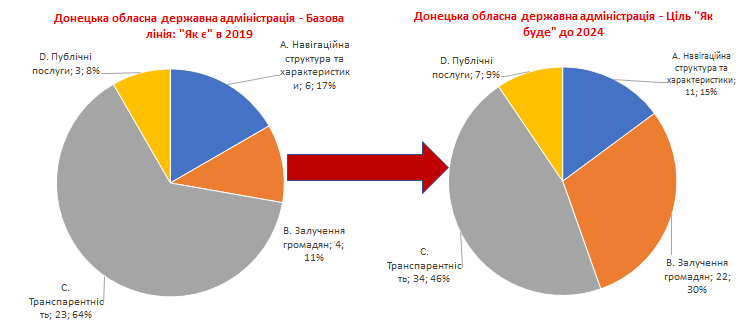 Донецька обласна державна адміністрація - Базова
лінія: "Як є" в 2019
D. Публічні
послуги; 3; 8%
А. Навігаційна
структура та
характеристик
и; 6; 17%
В. Залучення
громадян; 4;
11%
С.
Транспарентніс
ть; 23; 64%
Донецька обласна державна адміністрація - Ціль "Як
буде" до 2024
D. Публічні
послуги; 7; 9%
А. Навігаційна
структура та
характеристики;
11; 15%
В. Залучення
громадян; 22;
30%
С.
Транспарентніс
ть; 34; 46%